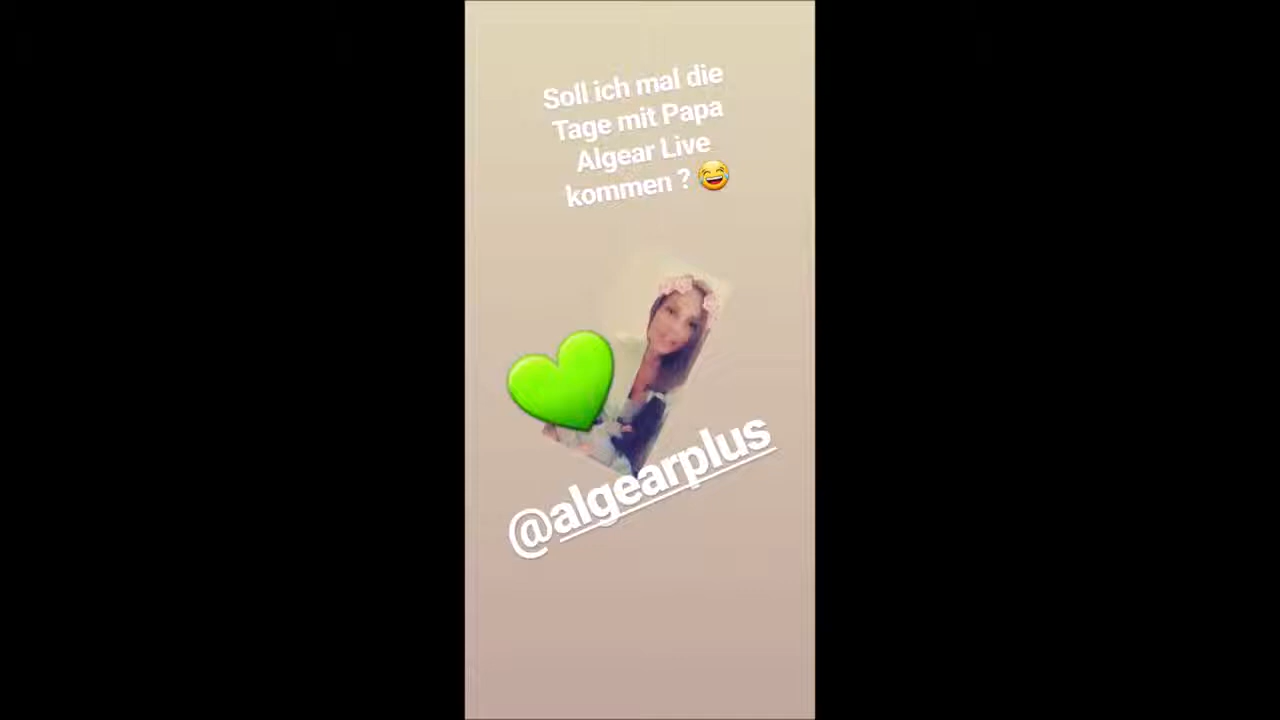 Soll ich mal die
Tage mit Papa
Algear Live
kommen ? 😂
@algearplus